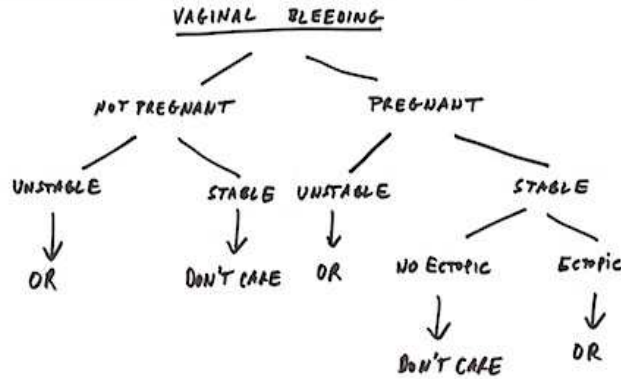 VAGINAL BLEEDING
NOT PREGNANT PREGNANT
UNSTABLE STABLE UNSTABLE STABLE
OR DON'T CARE OR NO ECTOPIC ECTOPIC
DON'T CARE OR